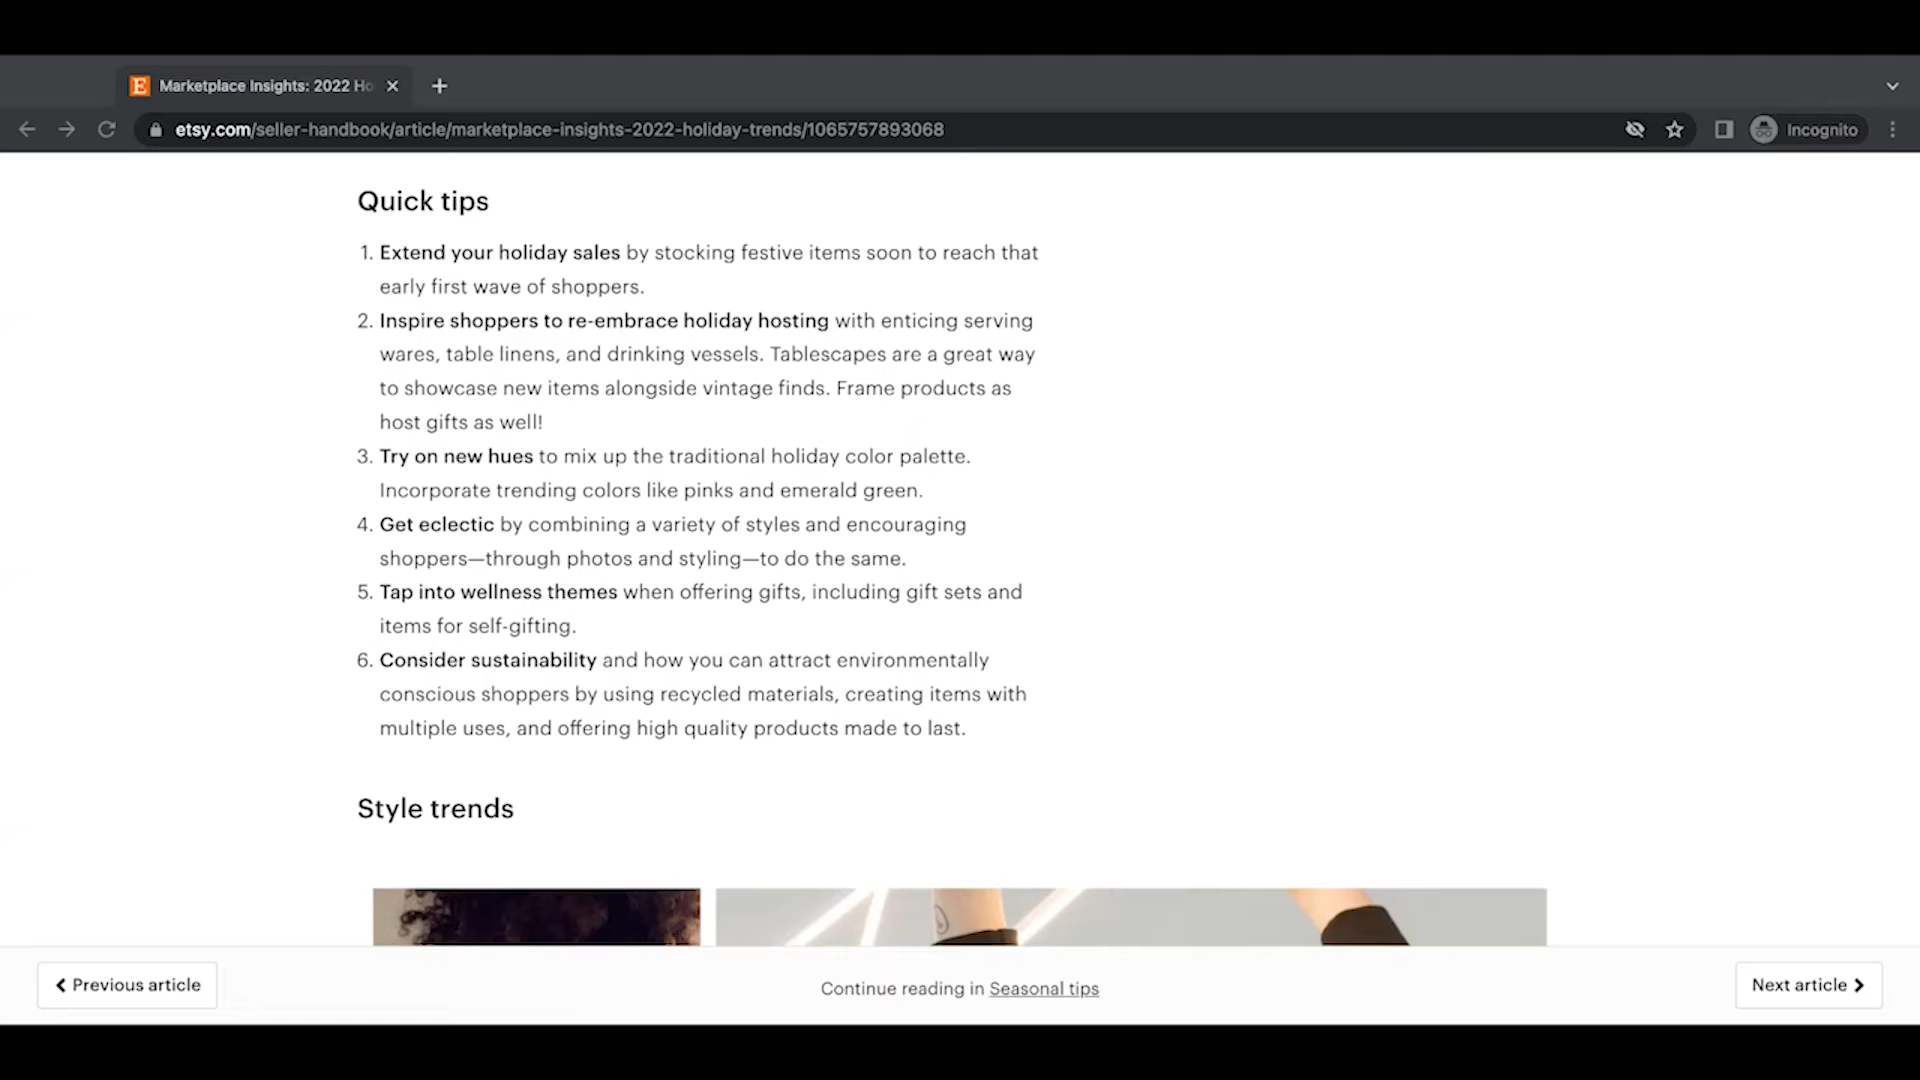 E Marketplace Insights: 2022 Ho
etsy.com/seller-handbook/article/marketplace-insights-2022-holiday-trends/1065757893068
Incognito
Quick tips
1. Extend your holiday sales by stocking festive items soon to reach that
early first wave of shoppers.
2. Inspire shoppers to re-embrace holiday hosting with enticing serving
wares, table linens, and drinking vessels. Tablescapes are a great way
to showcase new items alongside vintage finds. Frame products as
host gifts as well!
3. Try on new hues to mix up the traditional holiday color palette.
Incorporate trending colors like pinks and emerald green.
4. Get eclectic by combining a variety of styles and encouraging
shoppers—through photos and styling—to do the same.
5. Tap into wellness themes when offering gifts, including gift sets and
items for self-gifting.
6. Consider sustainability and how you can attract environmentally
conscious shoppers by using recycled materials, creating items with
multiple uses, and offering high quality products made to last.
Style trends
Previous article
Continue reading in Seasonal tips
Next article